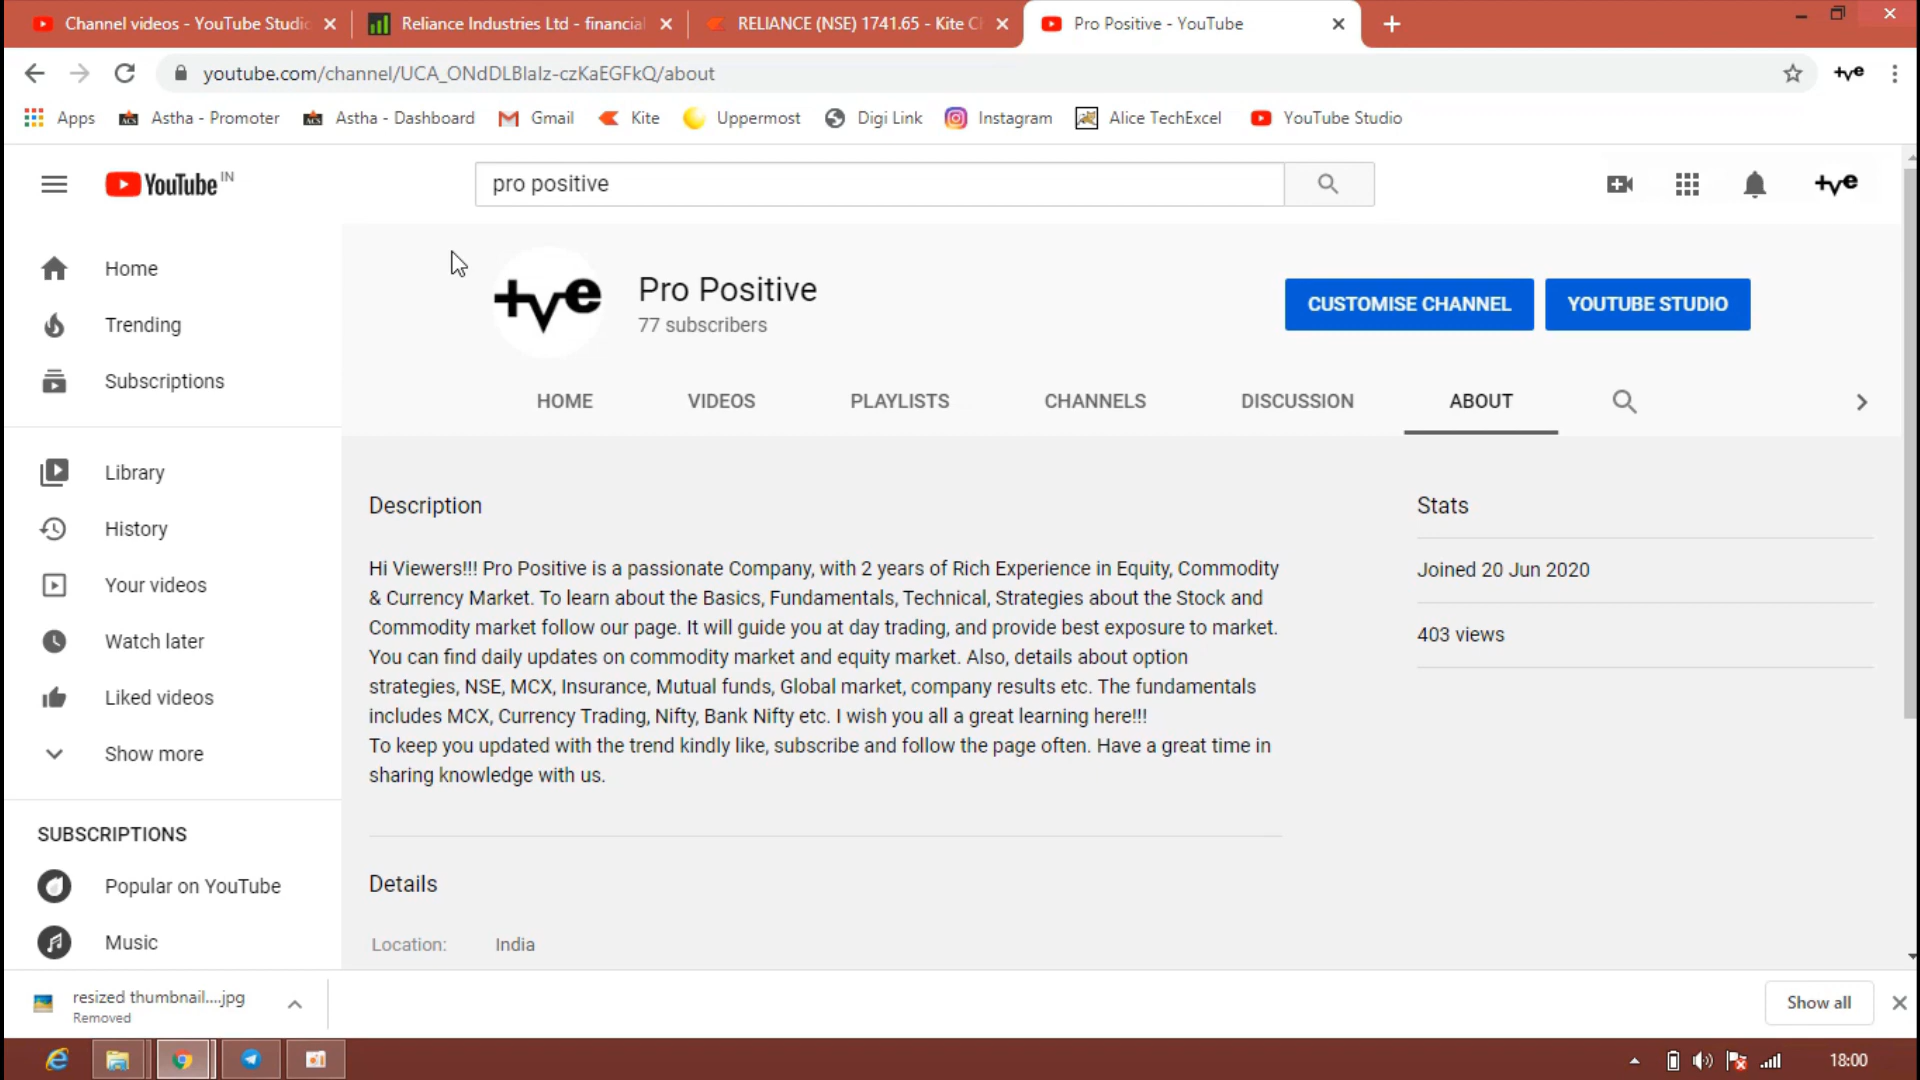 Channel videos - YouTube Studio
Reliance Industries Ltd - financial
RELIANCE (NSE) 1741.65 - Kite C
Pro Positive - YouTube
youtube.com/channel/UCA_ONdDLBlaIz-czKaEGFkQ/about
+ve
Apps
Astha - Promoter
Astha - Dashboard
Gmail
Kite
Uppermost
Digi Link
Instagram
Alice TechExcel
YouTube Studio
YouTube IN
pro positive
+ve
Home
Trending
Subscriptions
Library
History
Your videos
Watch later
Liked videos
Show more
SUBSCRIPTIONS
Popular on YouTube
Music
+ve
Pro Positive
77 subscribers
CUSTOMISE CHANNEL
YOUTUBE STUDIO
HOME
VIDEOS
PLAYLISTS
CHANNELS
DISCUSSION
ABOUT
Description
Hi Viewers!!! Pro Positive is a passionate Company, with 2 years of Rich Experience in Equity, Commodity
& Currency Market. To learn about the Basics, Fundamentals, Technical, Strategies about the Stock and
Commodity market follow our page. It will guide you at day trading, and provide best exposure to market.
You can find daily updates on commodity market and equity market. Also, details about option
strategies, NSE, MCX, Insurance, Mutual funds, Global market, company results etc. The fundamentals
includes MCX, Currency Trading, Nifty, Bank Nifty etc. I wish you all a great learning here!!!
To keep you updated with the trend kindly like, subscribe and follow the page often. Have a great time in
sharing knowledge with us.
Details
Location: India
Stats
Joined 20 Jun 2020
403 views
resized thumbnail....jpg
Removed
Show all
18:00